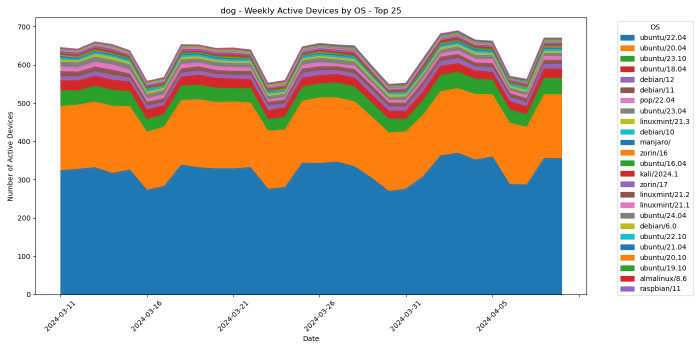 dog - Weekly Active Devices by OS - Top 25
Number of Active Devices
700
600
500
400
300
200
100
0
2024-03-11
2024-03-16
2024-03-21
2024-03-26
2024-03-31
2024-04-05
Date
OS
ubuntu/22.04
ubuntu/20.04
ubuntu/23.10
ubuntu/18.04
debian/12
debian/11
pop/22.04
ubuntu/23.04
linuxmint/21.3
debian/10
manjaro/
zorin/16
ubuntu/16.04
kali/2024.1
zorin/17
linuxmint/21.2
linuxmint/21.1
ubuntu/24.04
debian/6.0
ubuntu/22.10
ubuntu/21.04
ubuntu/20.10
ubuntu/19.10
almalinux/8.6
raspbian/11